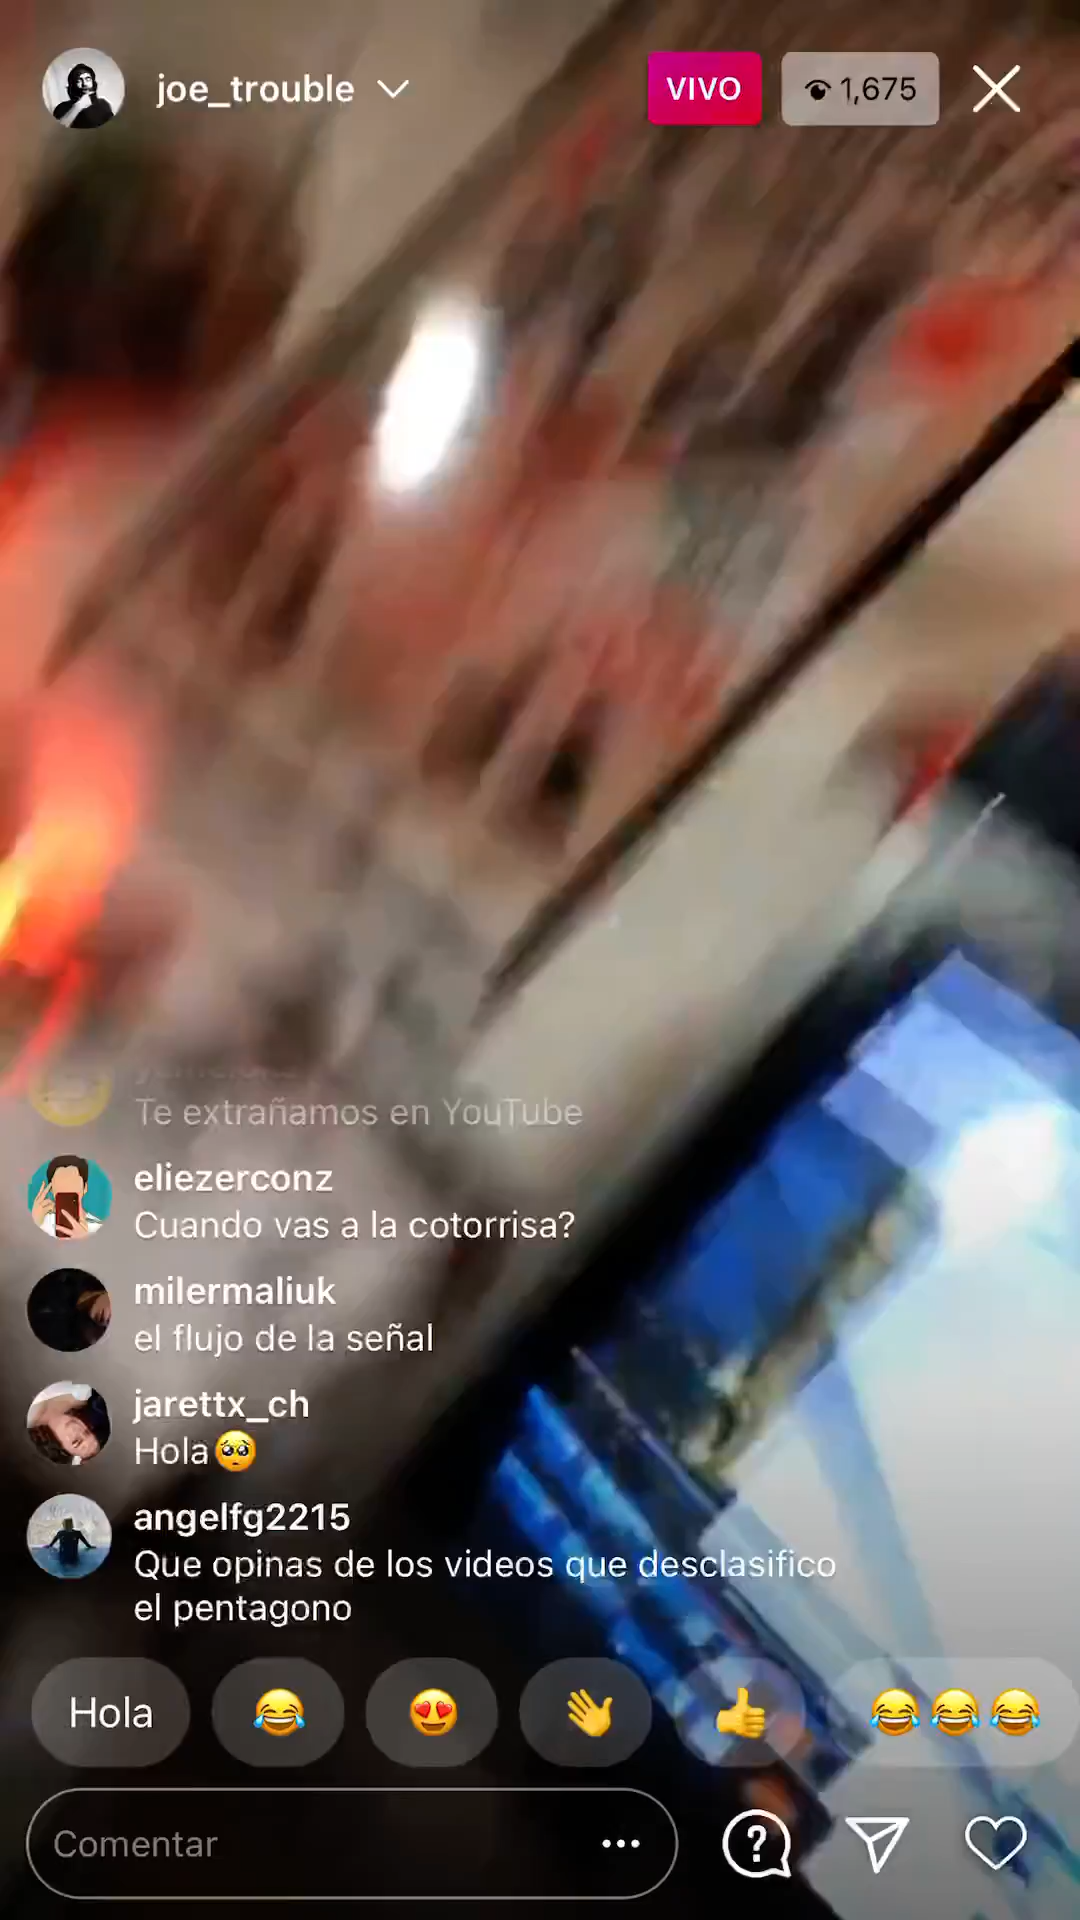 joe_trouble
VIVO
1,675
Te extrañamos en YouTube
eliezerconz
Cuando vas a la cotorrisa?
milermaliuk
el flujo de la señal
jarettx_ch
Hola🥺
angelfg2215
Que opinas de los videos que desclasifico
el pentagono
Hola 😂 😍 👋 👍 😂 😂 😂
Comentar